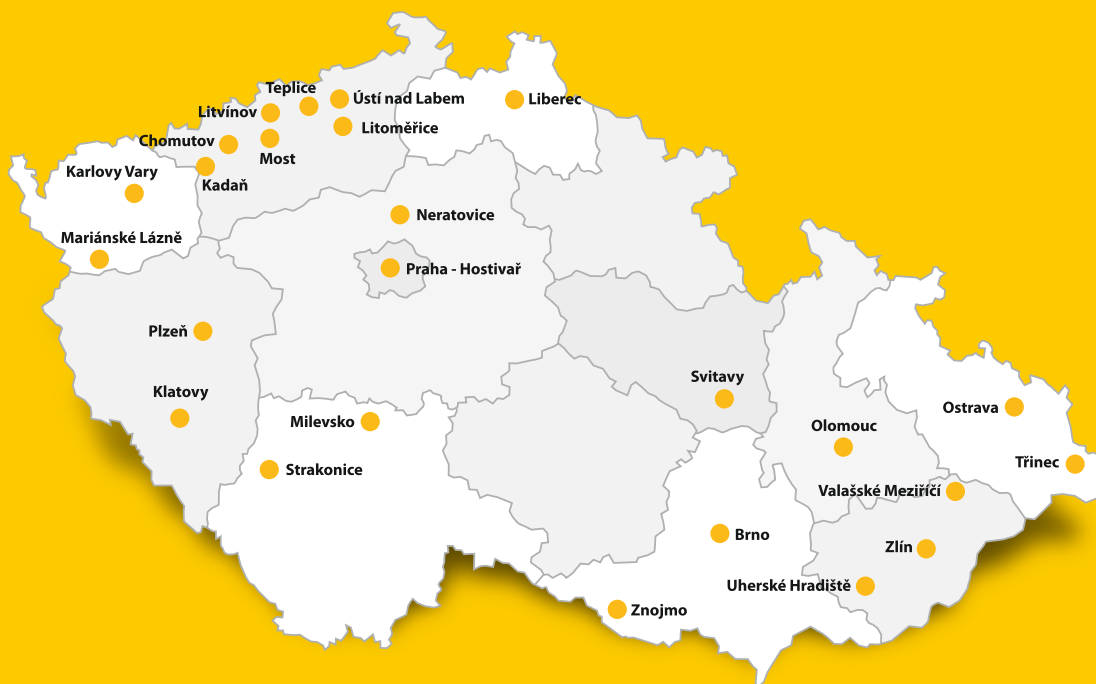 Teplice
Ústí nad Labem
Liberec
Litvínov
Litoměřice
Chomutov
Most
Karlovy Vary
Kadaň
Neratovice
Mariánské Lázně
Praha - Hostivař
Plzeň
Svitavy
Klatovy
Ostrava
Milevsko
Olomouc
Třinec
Strakonice
Valašské Meziříčí
Brno
Zlín
Uherské Hradiště
Znojmo